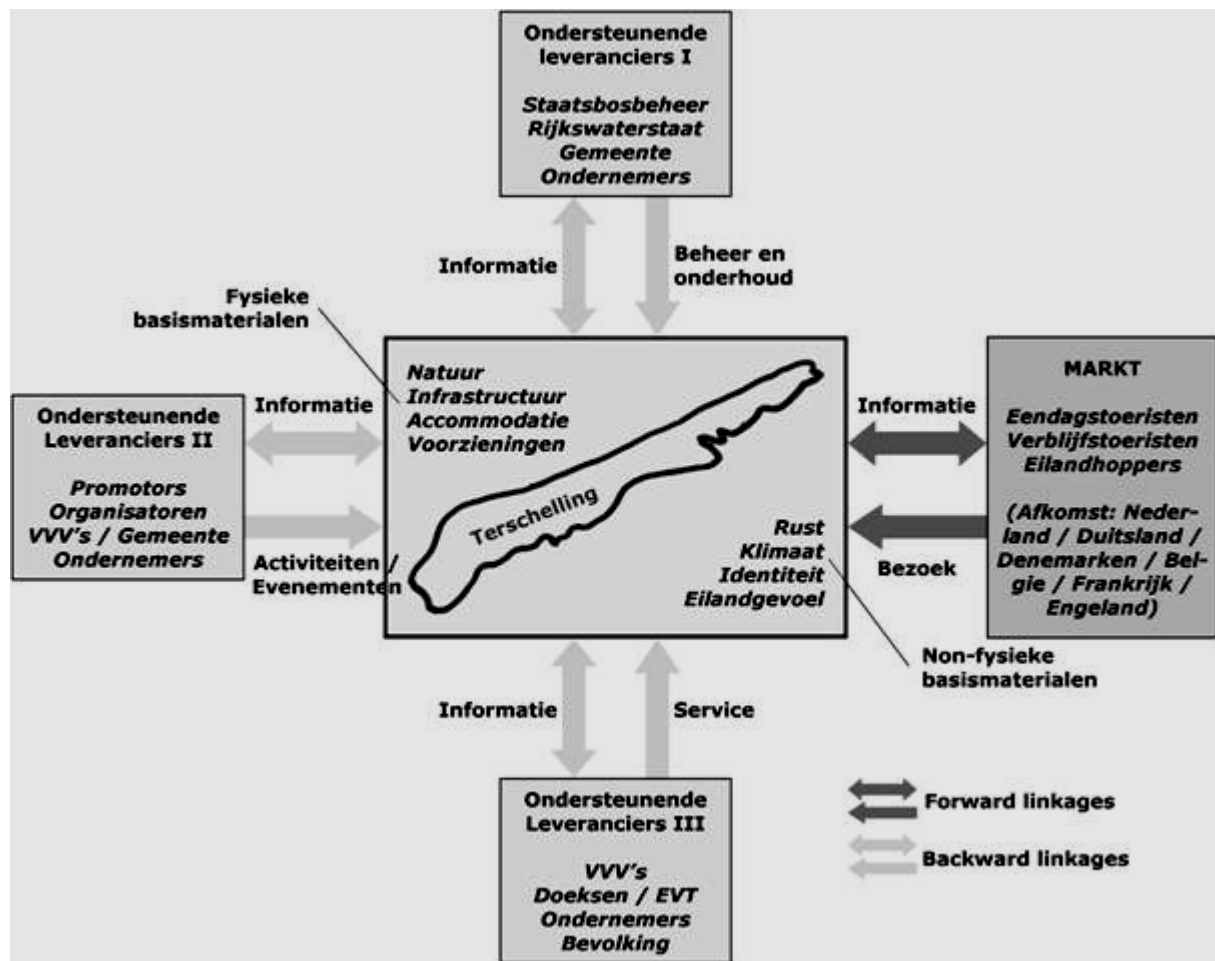 Ondersteunende
leveranciers I
Staatsbosbeheer
Rijkswaterstaat
Gemeente
Ondernemers
Informatie
Beheer en
onderhoud
Fysieke
basismaterialen
Natuur
Infrastructuur
Accommodatie
Voorzieningen
Terschelling
Rust
Klimaat
Identiteit
Eilandgevoel
Ondersteunende
Leveranciers II
Promotors
Organisatoren
VVV's / Gemeente
Ondernemers
Informatie
Activiteiten /
Evenementen
Informatie
Bezoek
MARKT
Eendagstoeristen
Verblijfstoeristen
Eilandhoppers
(Afkomst: Neder-
land / Duitsland /
Denemarken / Bel-
gie / Frankrijk /
Engeland)
Non-fysieke
basismaterialen
Informatie
Service
Ondersteunende
Leveranciers III
VVV's
Doeksen / EVT
Ondernemers
Bevolking
Forward linkages
Backward linkages